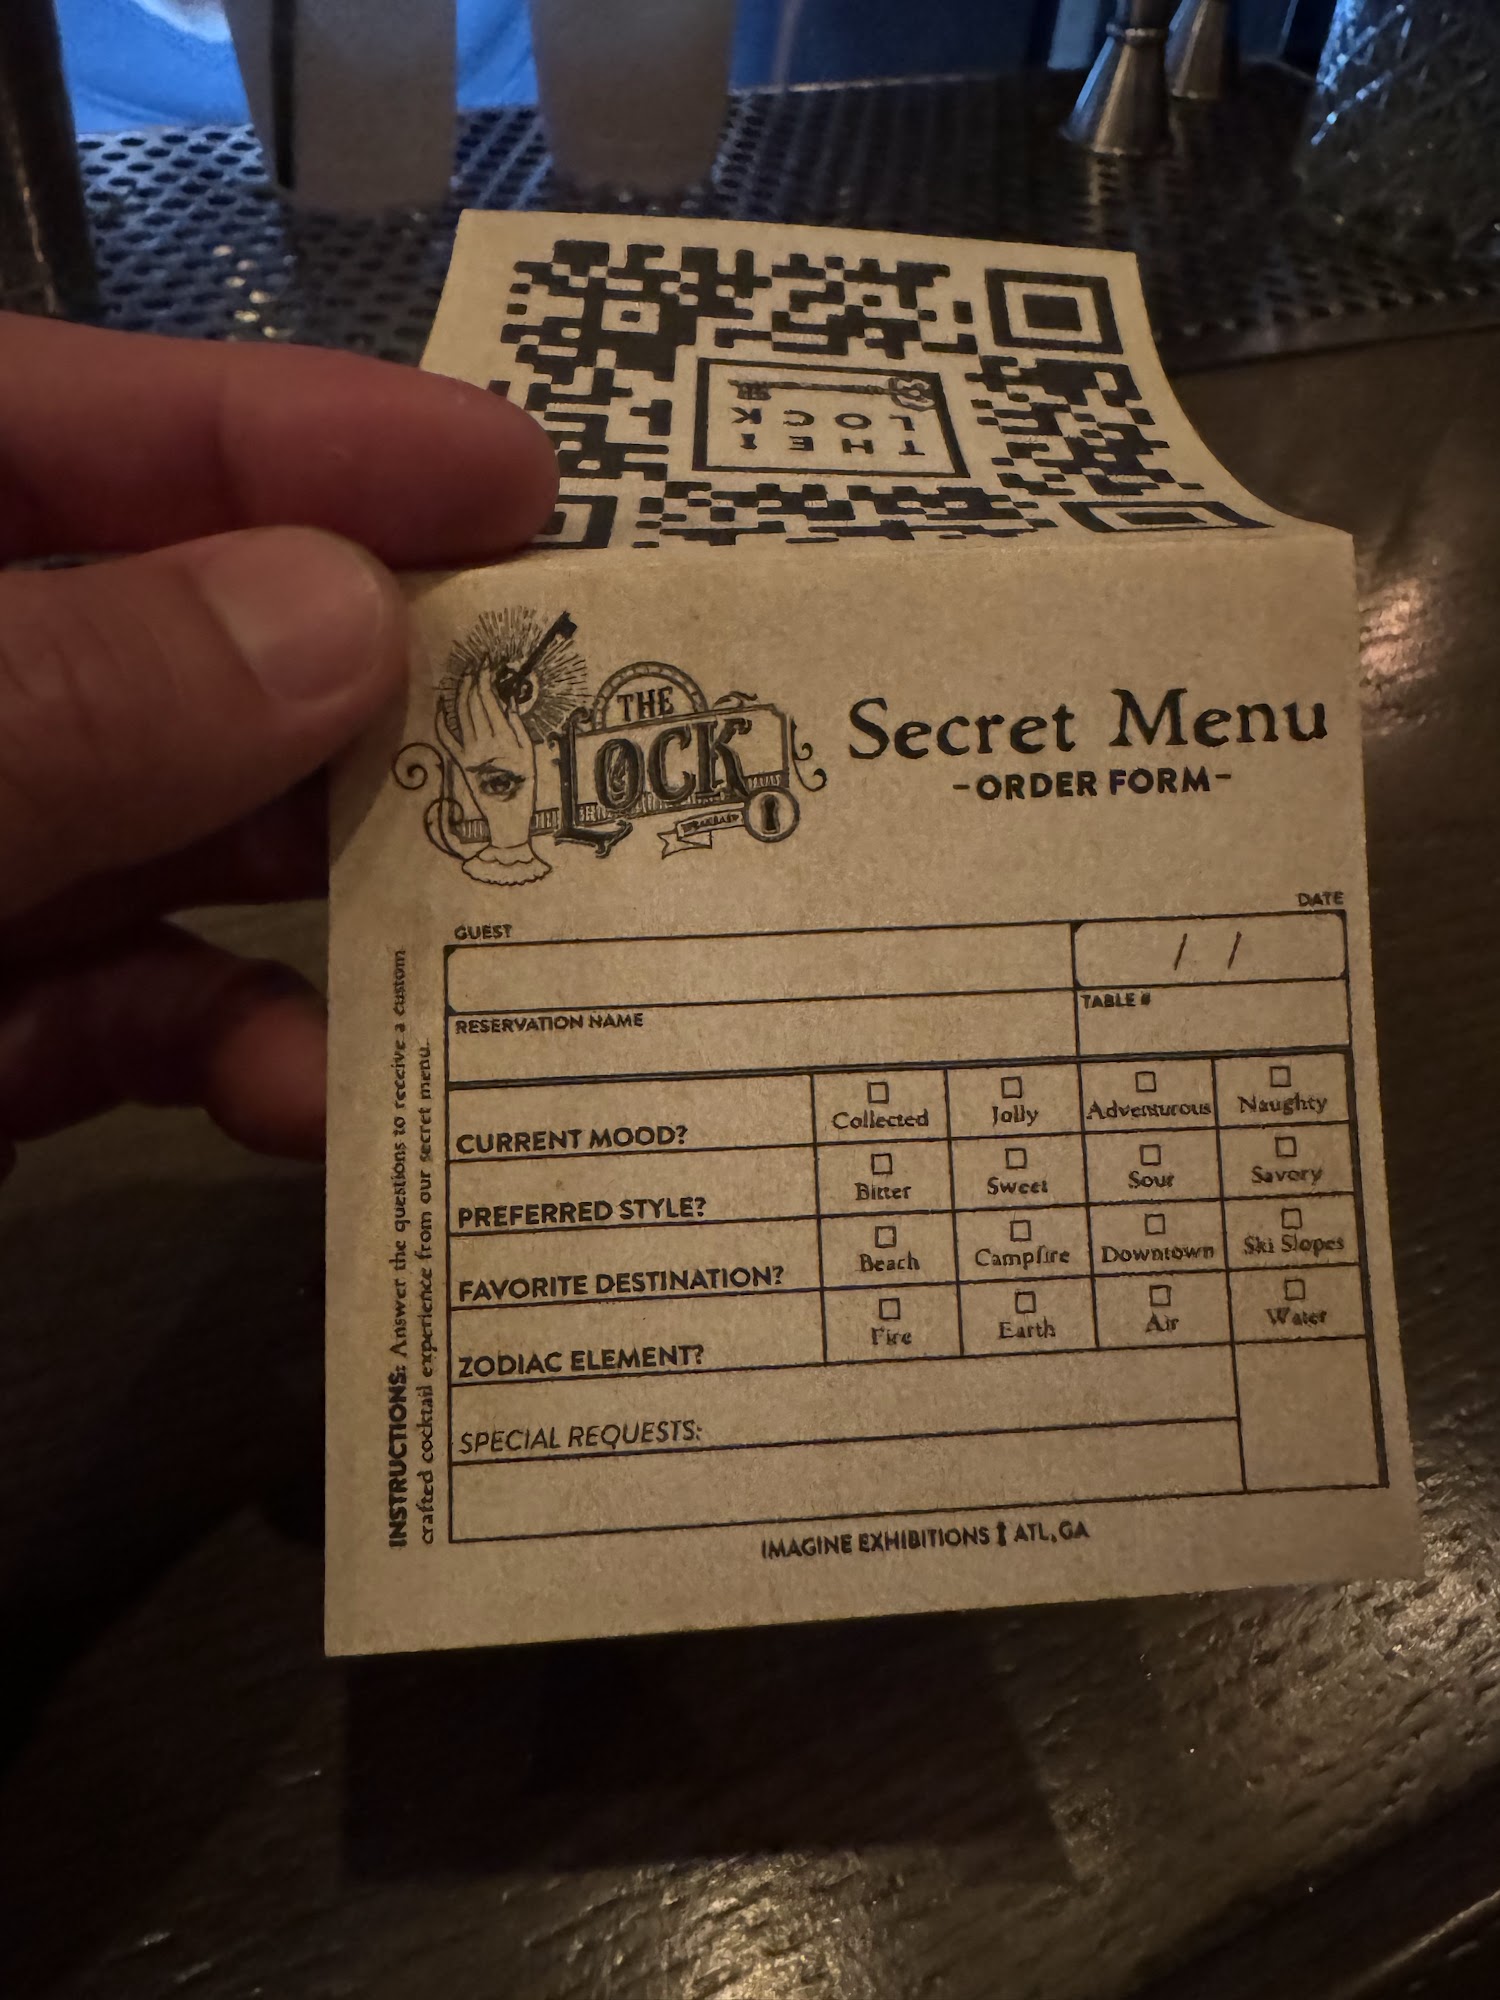 THE
LOCK
THE
LOCK
SPEAKEASY
Secret Menu
-ORDER FORM-
GUEST
DATE
/ /
RESERVATION NAME
TABLE #
CURRENT MOOD?
Collected
Jolly
Adventurous
Naughty
PREFERRED STYLE?
Bitter
Sweet
Sour
Savory
FAVORITE DESTINATION?
Beach
Campfire
Downtown
Ski Slopes
ZODIAC ELEMENT?
Fire
Earth
Air
Water
SPECIAL REQUESTS:
INSTRUCTIONS: Answer the questions to receive a custom
crafted cocktail experience from our secret menu.
IMAGINE EXHIBITIONS ATL, GA